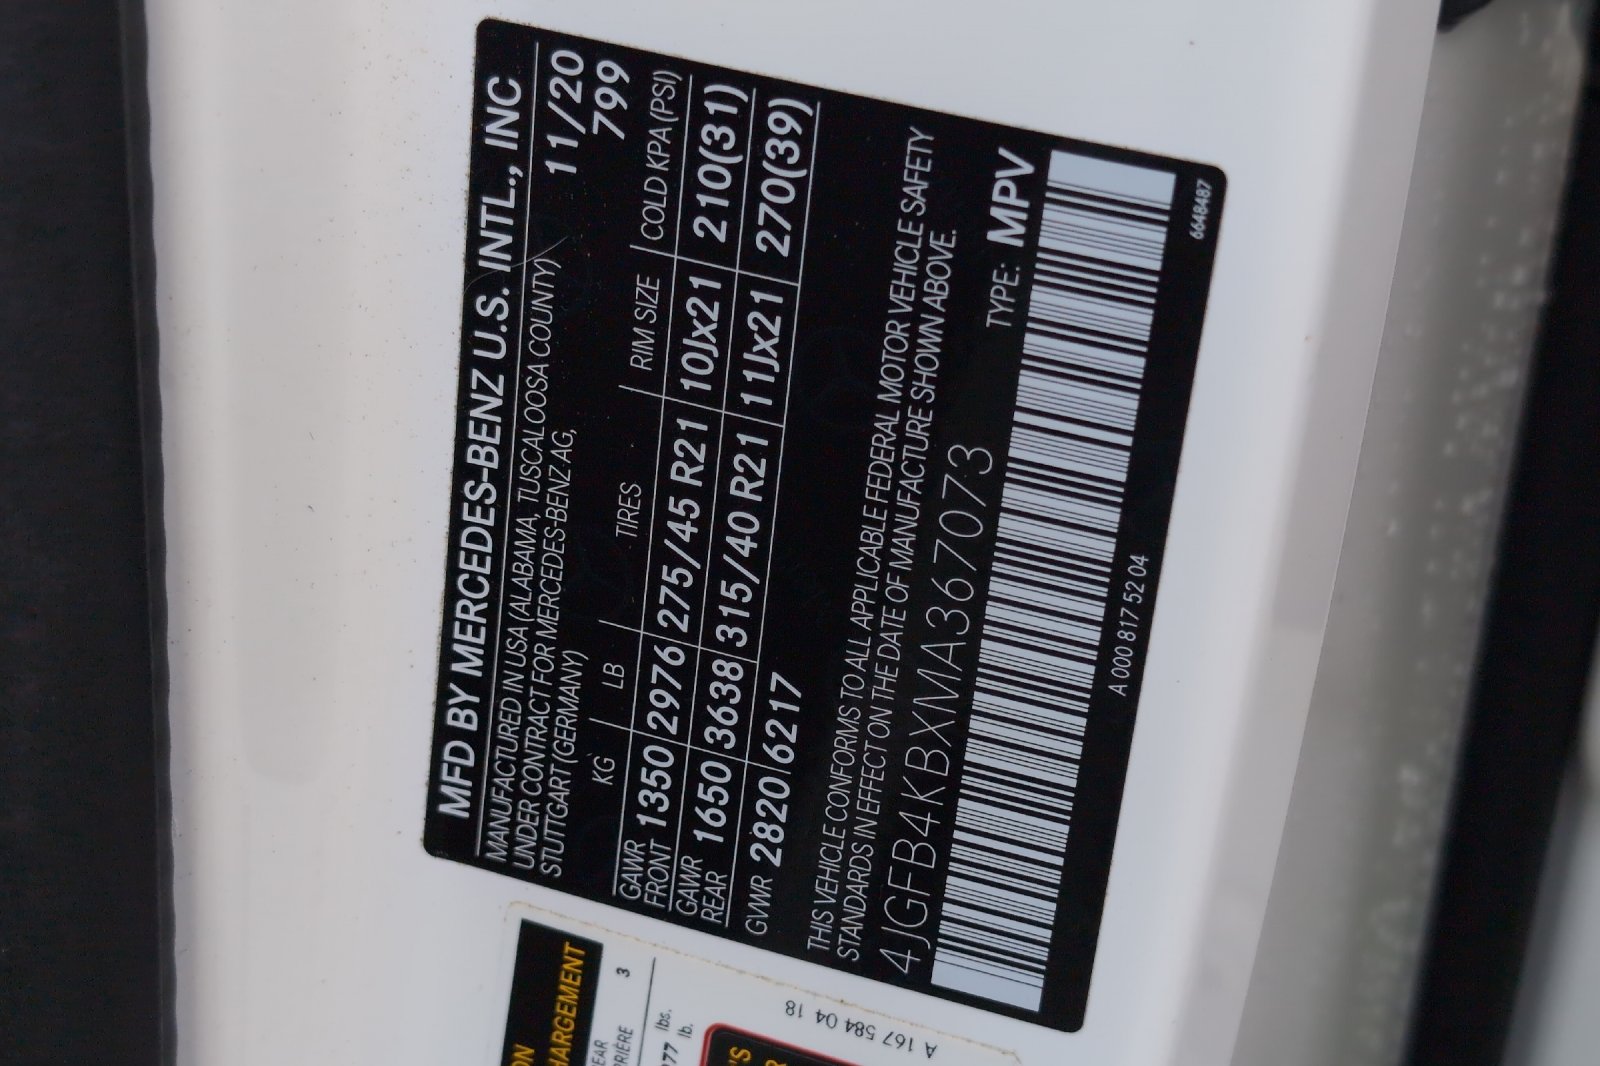 MFD BY MERCEDES-BENZ U.S. INTL., INC
MANUFACTURED IN USA (ALABAMA, TUSCALOOSA COUNTY)
UNDER CONTRACT FOR MERCEDES-BENZ AG,
STUTTGART (GERMANY)
11/20
799
KG LB TIRES RIM SIZE COLD KPA (PSI)
GAWR
FRONT 1350 2976 275/45 R21 10Jx21 210(31)
GAWR
REAR 1650 3638 315/40 R21 11Jx21 270(39)
GVWR 2820 6217
THIS VEHICLE CONFORMS TO ALL APPLICABLE FEDERAL MOTOR VEHICLE SAFETY
STANDARDS IN EFFECT ON THE DATE OF MANUFACTURE SHOWN ABOVE.
4JGFB4KBXMA367073 TYPE: MPV
A 000 817 52 04
6648487
3
lbs.
lb.
A 167 584 04 18